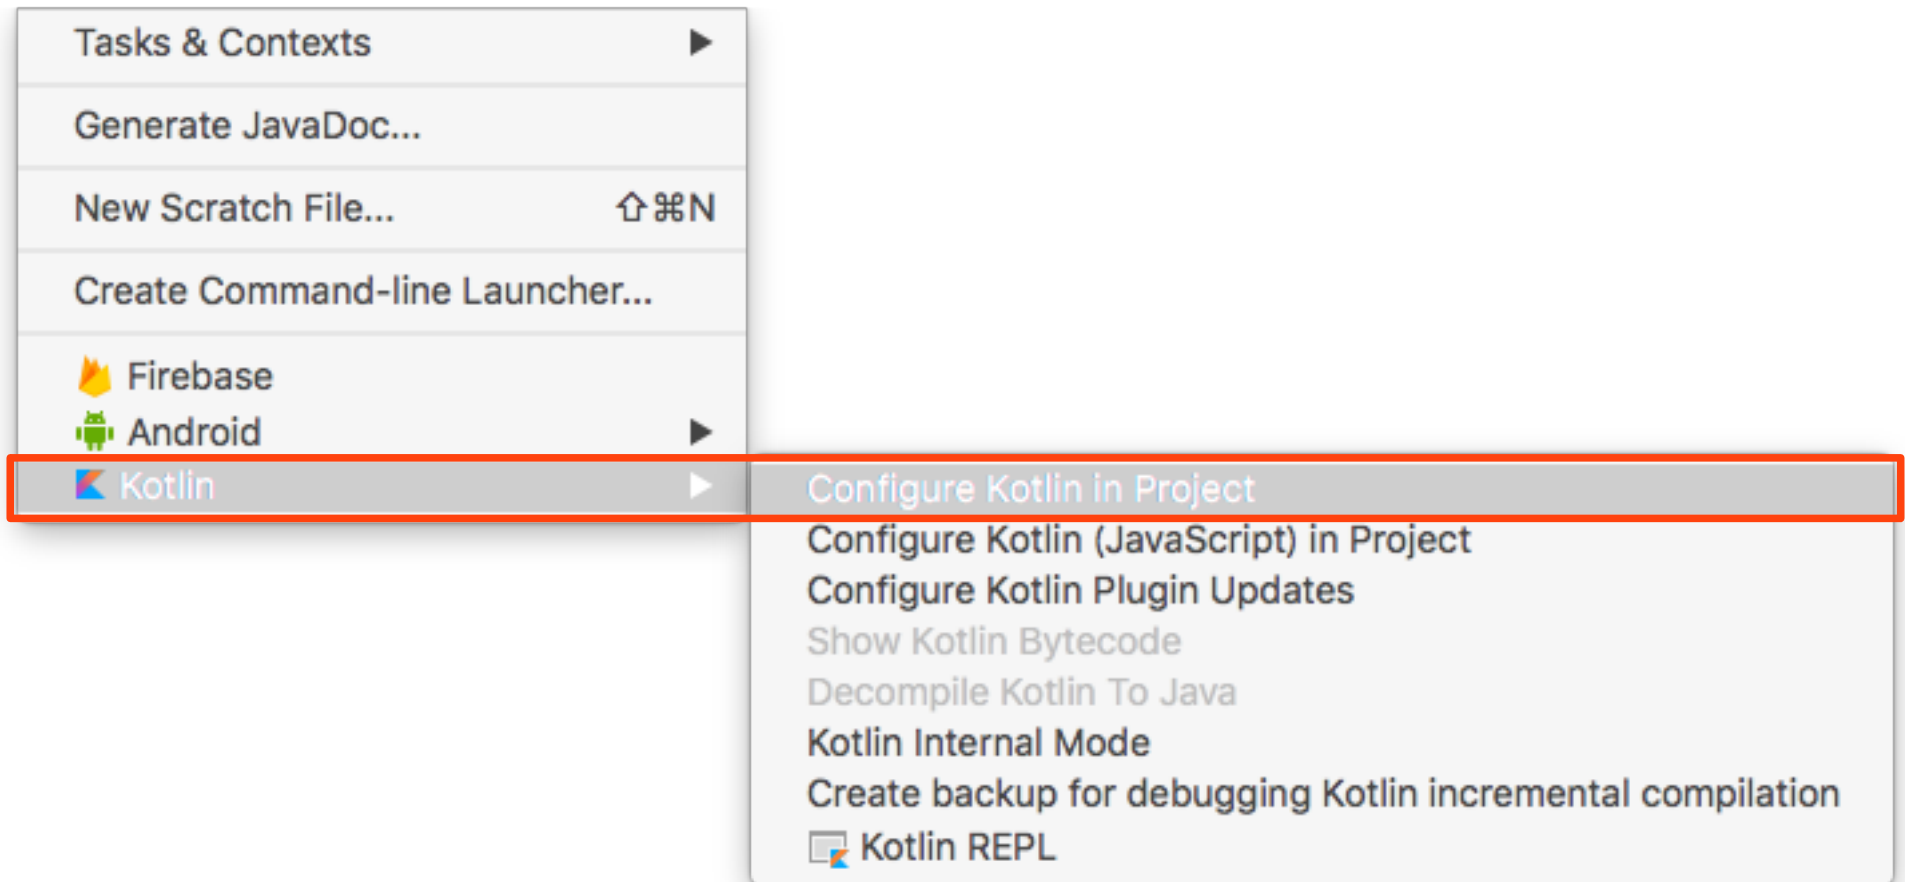 Tasks & Contexts
Generate JavaDoc...
New Scratch File... ⇧⌘N
Create Command-line Launcher...
Firebase
Android
Kotlin
Configure Kotlin in Project
Configure Kotlin (JavaScript) in Project
Configure Kotlin Plugin Updates
Show Kotlin Bytecode
Decompile Kotlin To Java
Kotlin Internal Mode
Create backup for debugging Kotlin incremental compilation
Kotlin REPL